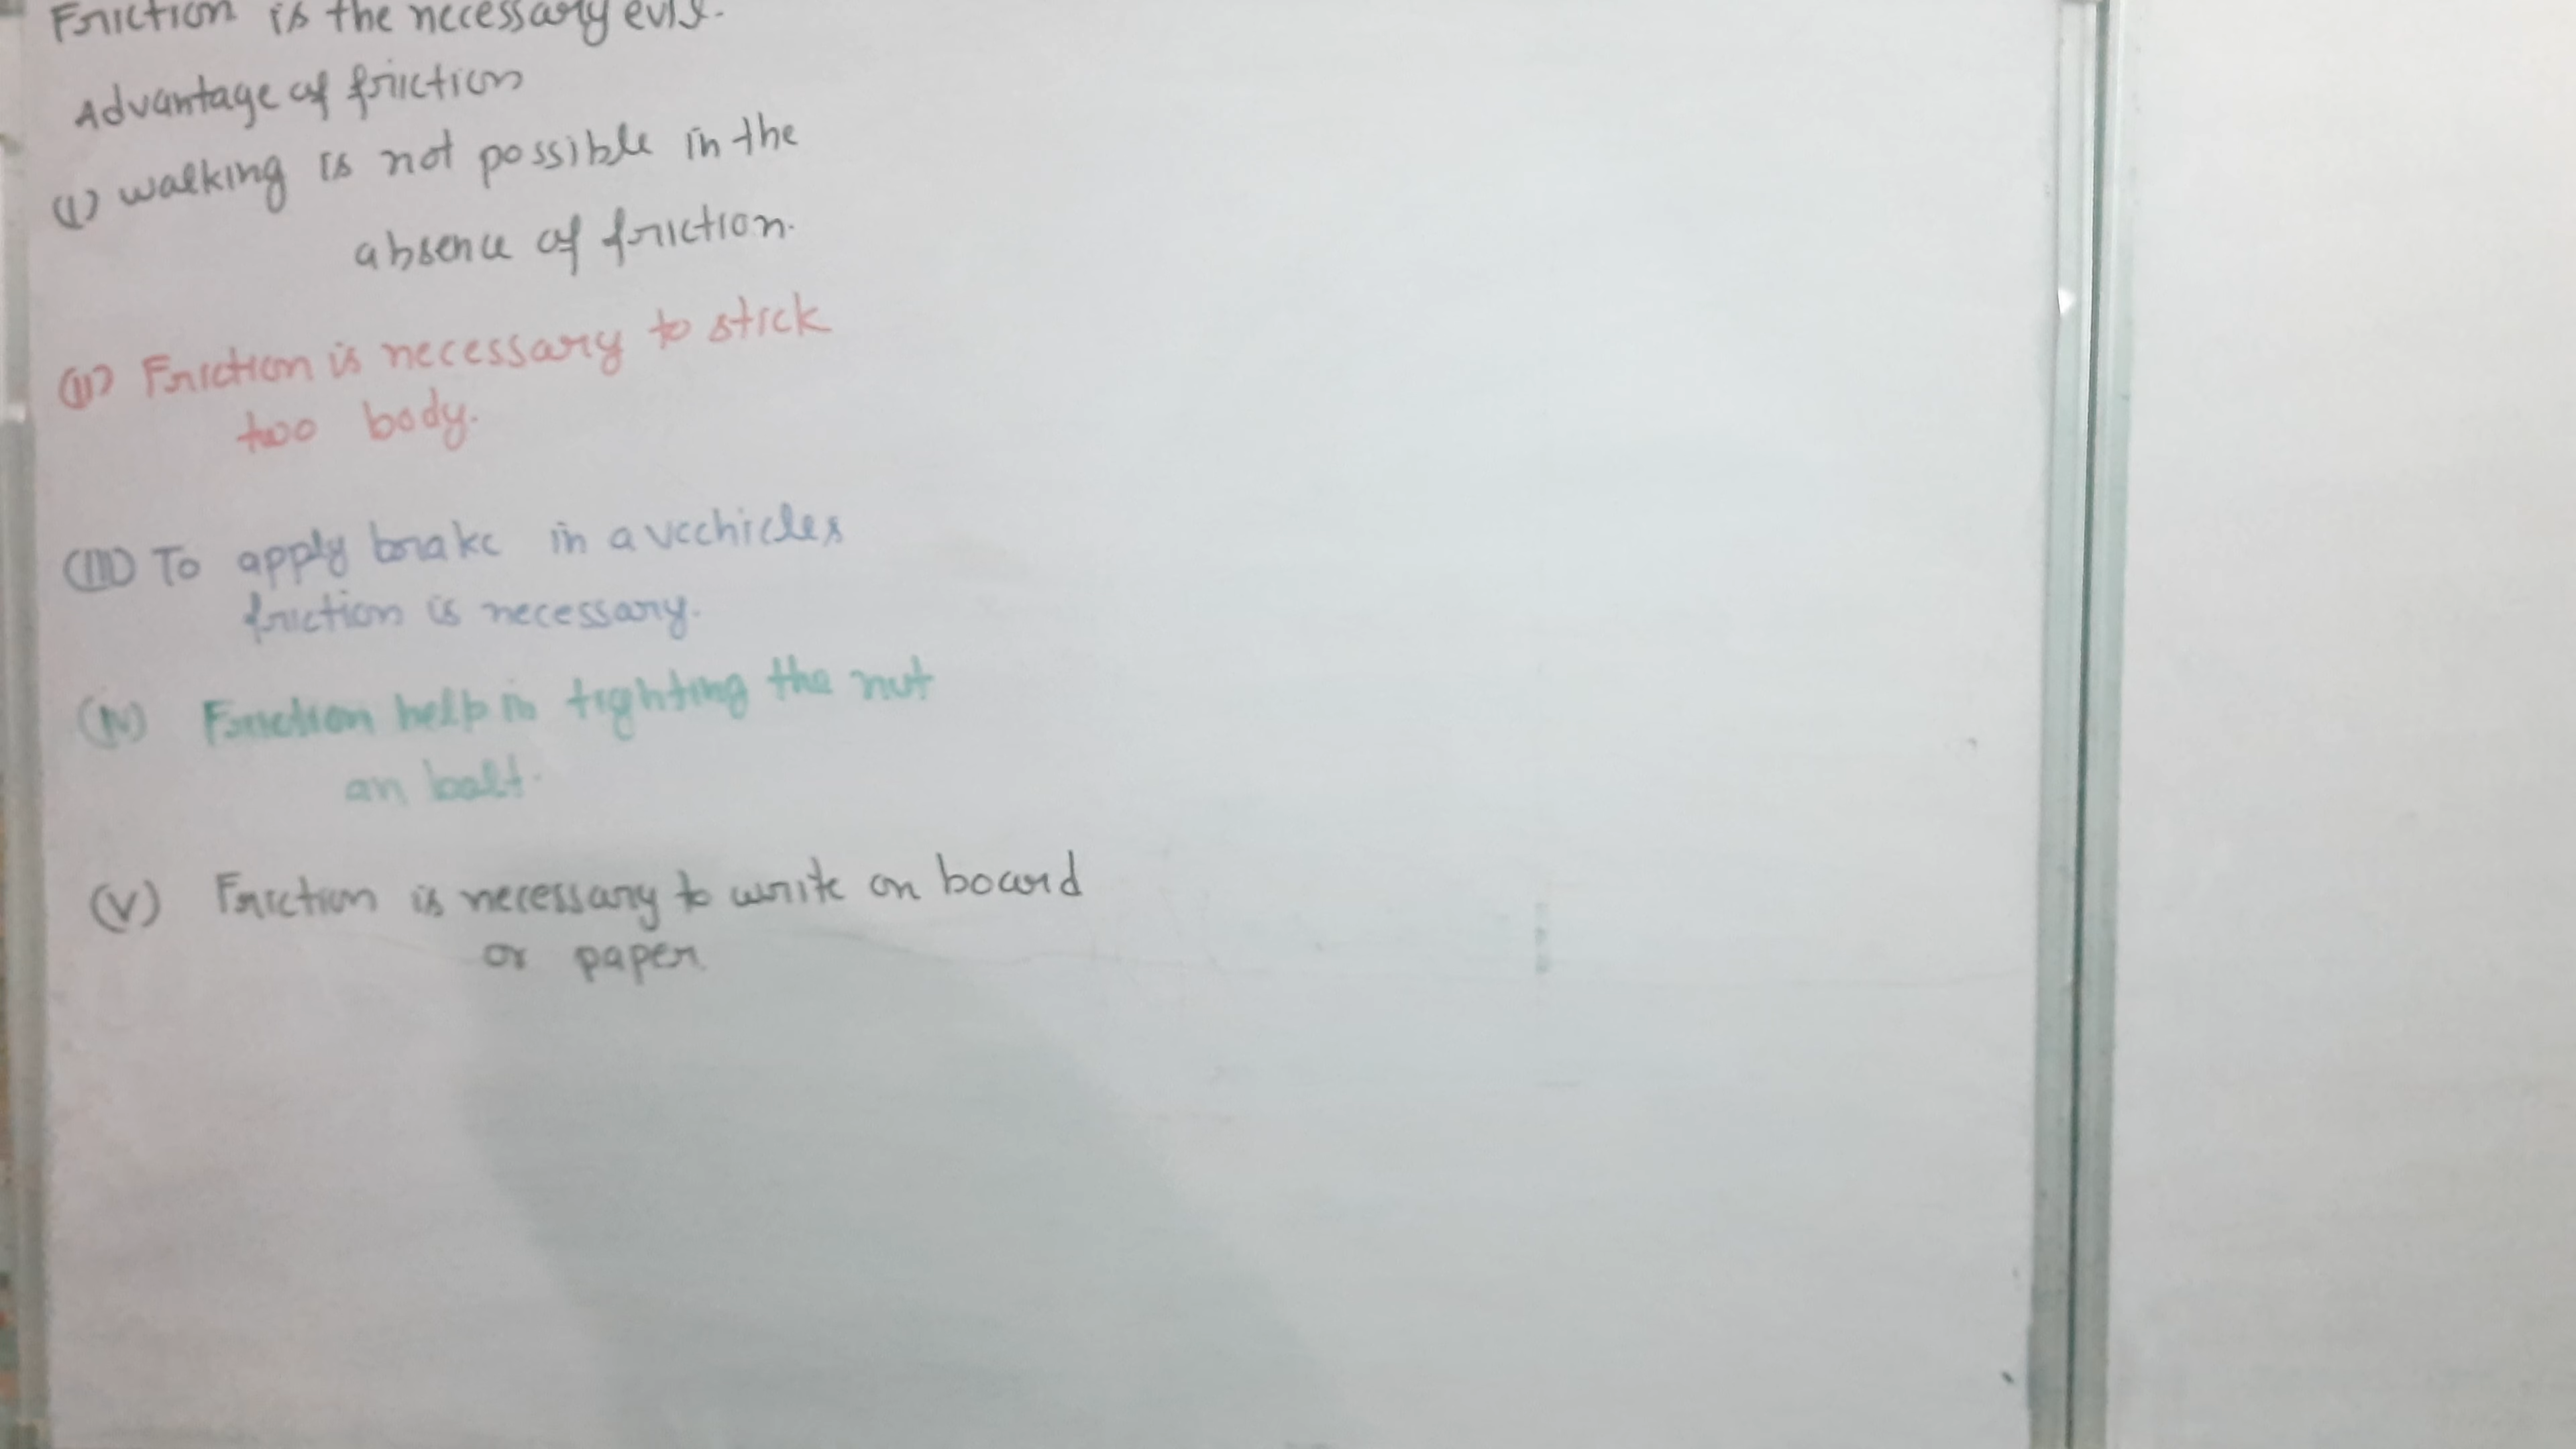 Friction is the necessary evil.
Advantage of friction
(I) walking is not possible in the
absence of friction.
(II) Friction is necessary to stick
two body.
(III) To apply brake in a vechicles
friction is necessary.
(IV) Friction help in tighting the nut
an bolt.
(V) Friction is necessary to write on board
or paper